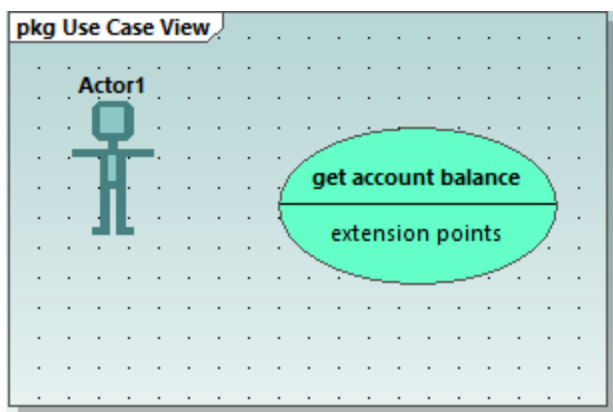 pkg Use Case View
Actor1
get account balance
extension points